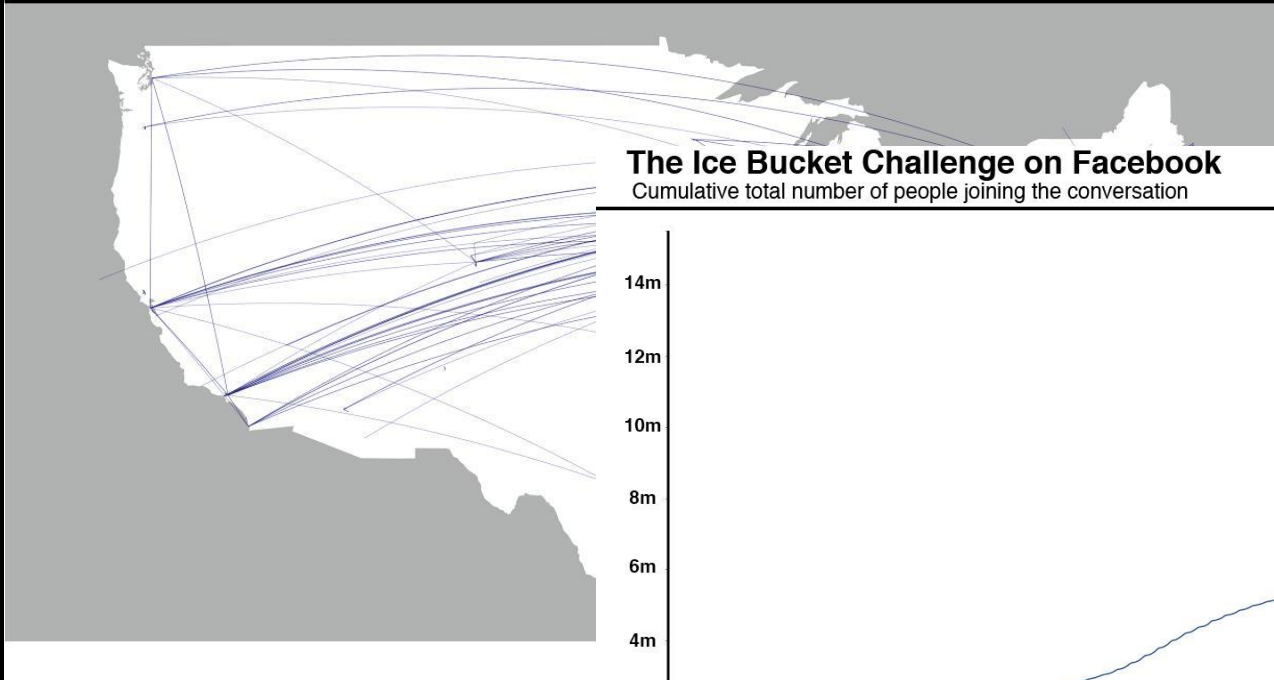 The Ice Bucket Challenge on Facebook
Cumulative total number of people joining the conversation
14m
12m
10m
8m
6m
4m